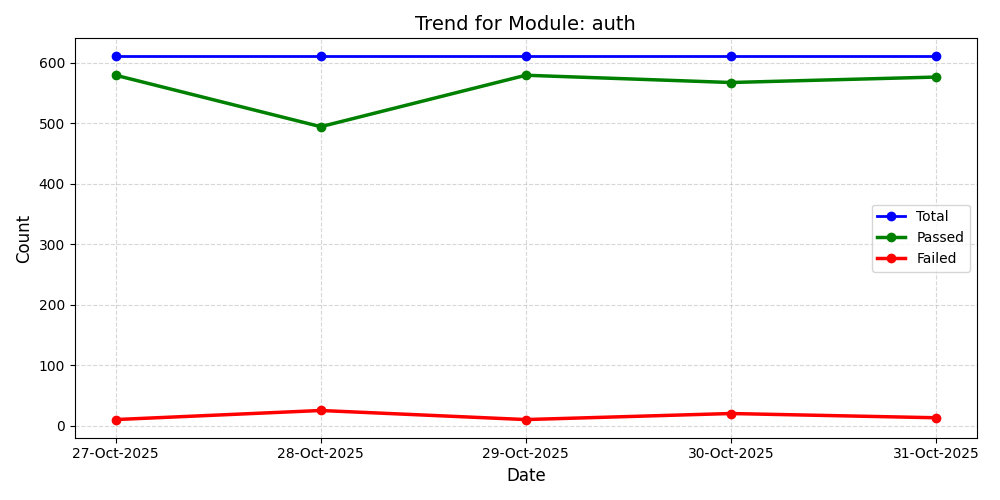 Trend for Module: auth
600
500
400
300
200
100
0
Count
Total
Passed
Failed
27-Oct-2025
28-Oct-2025
29-Oct-2025
30-Oct-2025
31-Oct-2025
Date